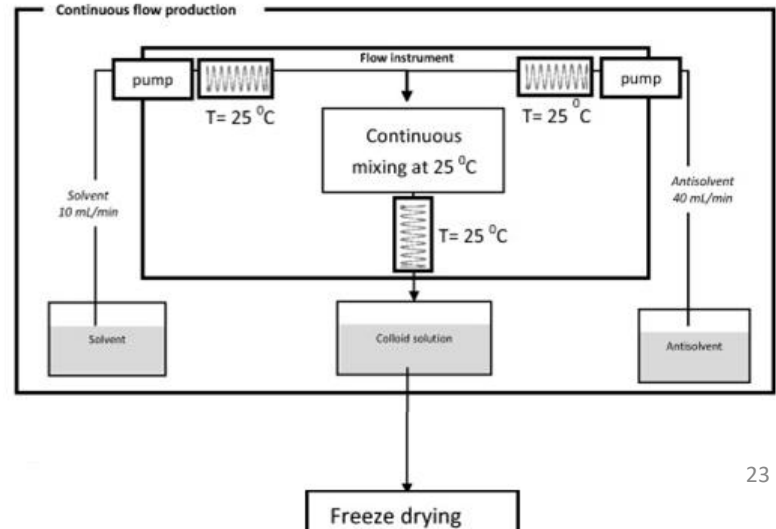 Continuous flow production
Flow instrument
pump
pump
T= 25 ⁰C
T= 25 ⁰C
Continuous
mixing at 25 ⁰C
Solvent
10 mL/min
Antisolvent
40 mL/min
T= 25 ⁰C
Solvent
Colloid solution
Antisolvent
23
Freeze drying